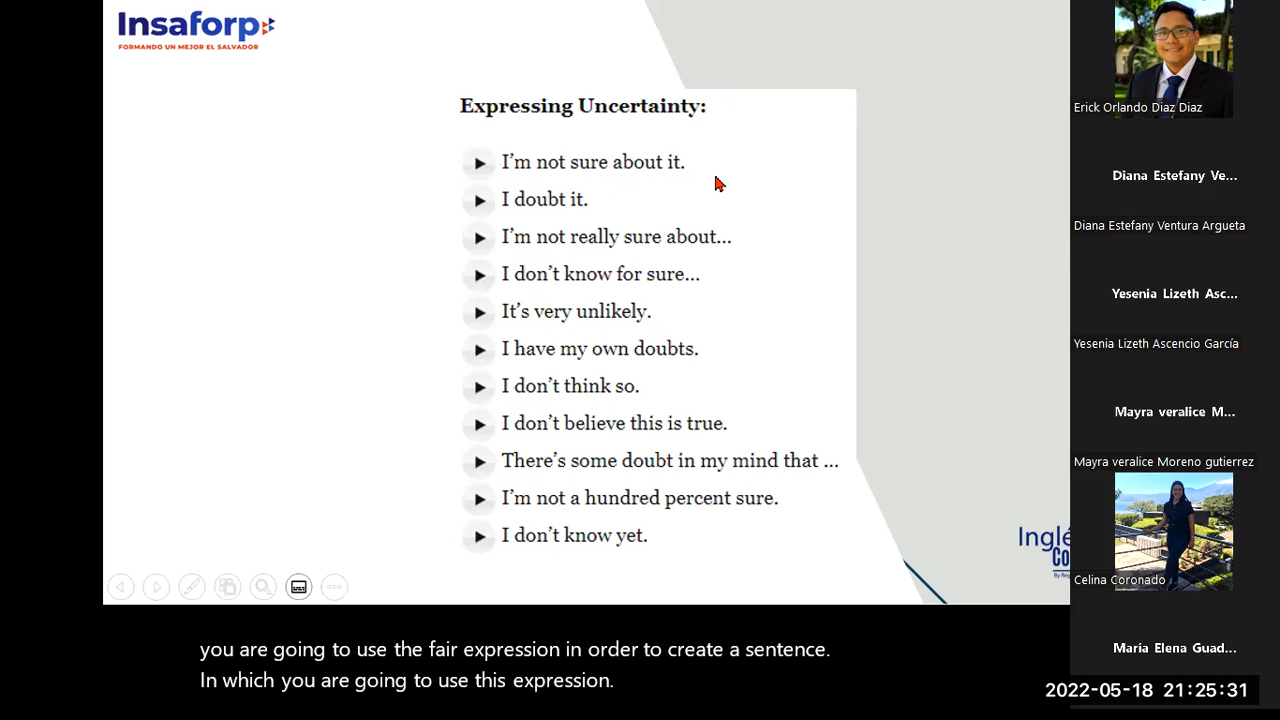 Insaforp
FORMANDO UN MEJOR EL SALVADOR
Expressing Uncertainty:
I'm not sure about it.
I doubt it.
I'm not really sure about...
I don't know for sure...
It's very unlikely.
I have my own doubts.
I don't think so.
I don't believe this is true.
There's some doubt in my mind that ...
I'm not a hundred percent sure.
I don't know yet.
Inglé
Co
you are going to use the fair expression in order to create a sentence.
In which you are going to use this expression.
Erick Orlando Diaz Diaz
Diana Estefany Ve...
Diana Estefany Ventura Argueta
Yesenia Lizeth Asc...
Yesenia Lizeth Ascencio García
Mayra veralice M...
Mayra veralice Moreno gutierrez
Celina Coronado
María Elena Guad...
2022-05-18 21:25:31